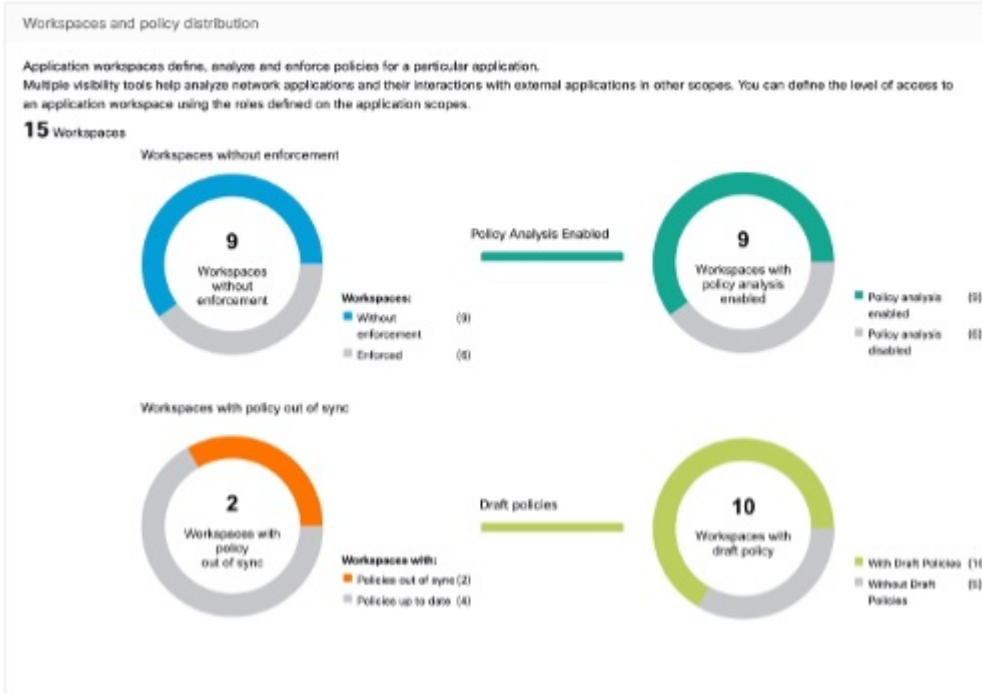 Workspaces and policy distribution
Application workspaces define, analyze and enforce policies for a particular application.
Multiple visibility tools help analyze network applications and their interactions with external applications in other scopes. You can define the level of access to
an application workspace using the roles defined on the application scopes.
15 Workspaces
Workspaces without enforcement
9
Workspaces
without
enforcement
Workspaces:
Without
enforcement
(9)
Enforced
(6)
Policy Analysis Enabled
9
Workspaces with
policy analysis
enabled
Policy analysis
enabled
(9)
Policy analysis
disabled
(6)
Workspaces with policy out of sync
2
Workspaces with
policy
out of sync
Workspaces with:
Policies out of sync (2)
Policies up to date (4)
Draft policies
10
Workspaces with
draft policy
With Draft Policies
Without Draft
Policies
(5)